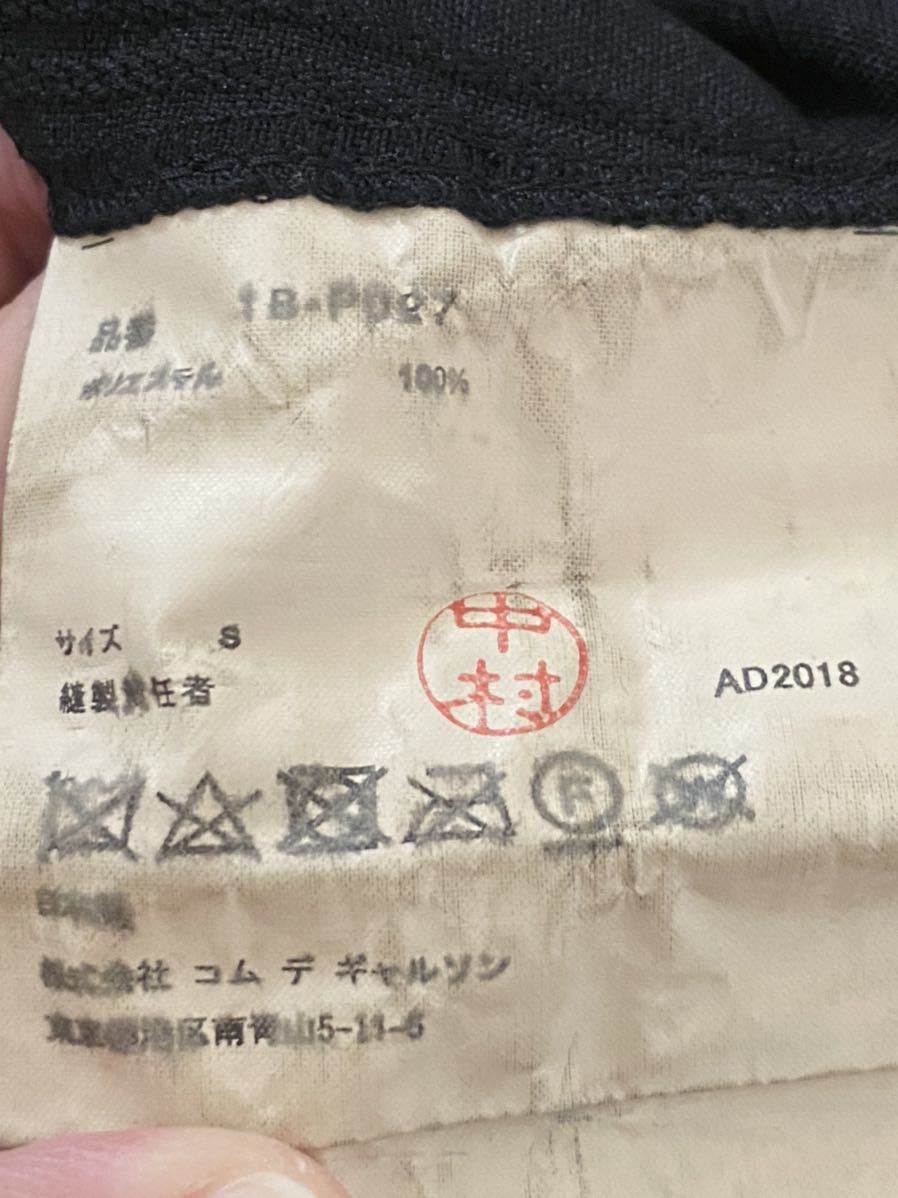 品番 1B-P027
ポリエステル 100%
サイズ S
縫製責任者
中村
AD2018
F
W
日本製
株式会社 コム デ ギャルソン
東京都港区南青山5-11-5